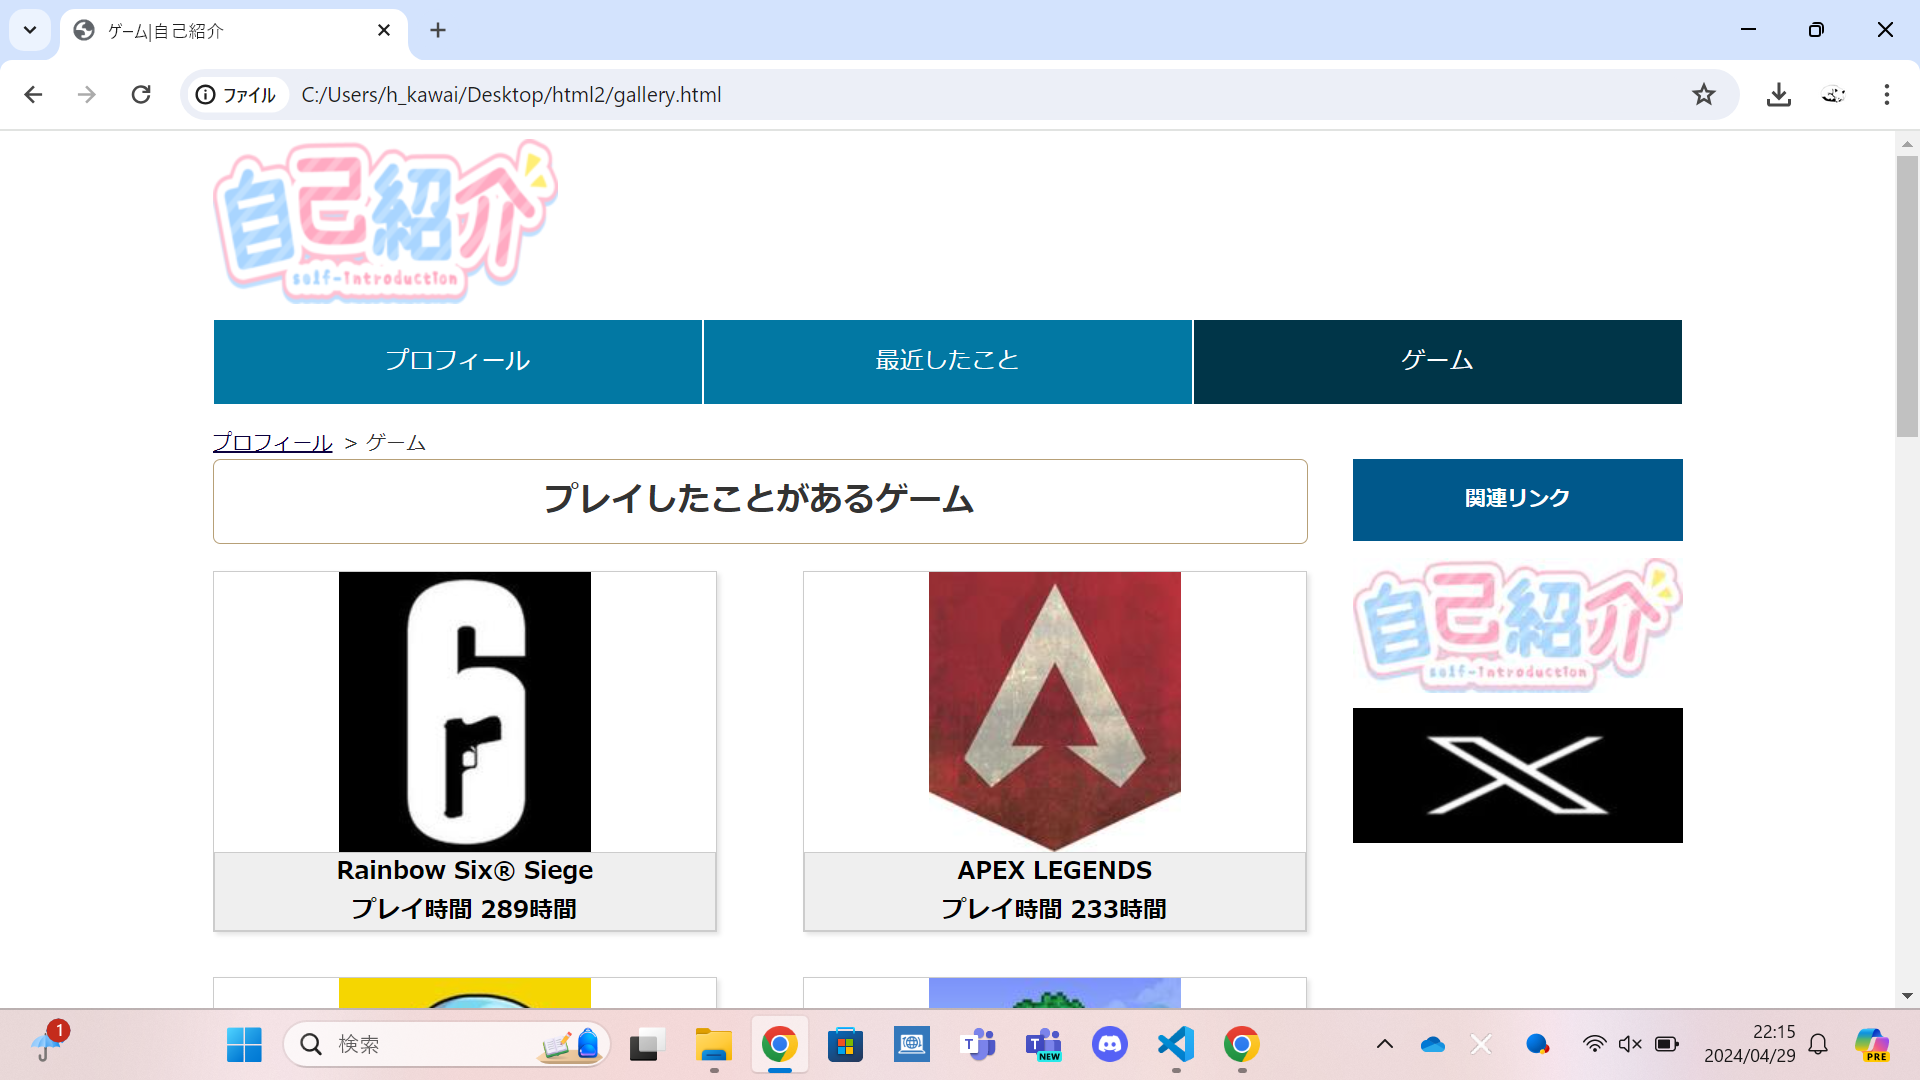 ゲーム|自己紹介
ファイル C:/Users/h_kawai/Desktop/html2/gallery.html
自己紹介
self-introduction
プロフィール 最近したこと ゲーム
プロフィール > ゲーム
プレイしたことがあるゲーム
関連リンク
自己紹介
self-introduction
Rainbow Six® Siege
プレイ時間 289時間
APEX LEGENDS
プレイ時間 233時間
1
検索
T
T
NEW
22:15
2024/04/29
PRE